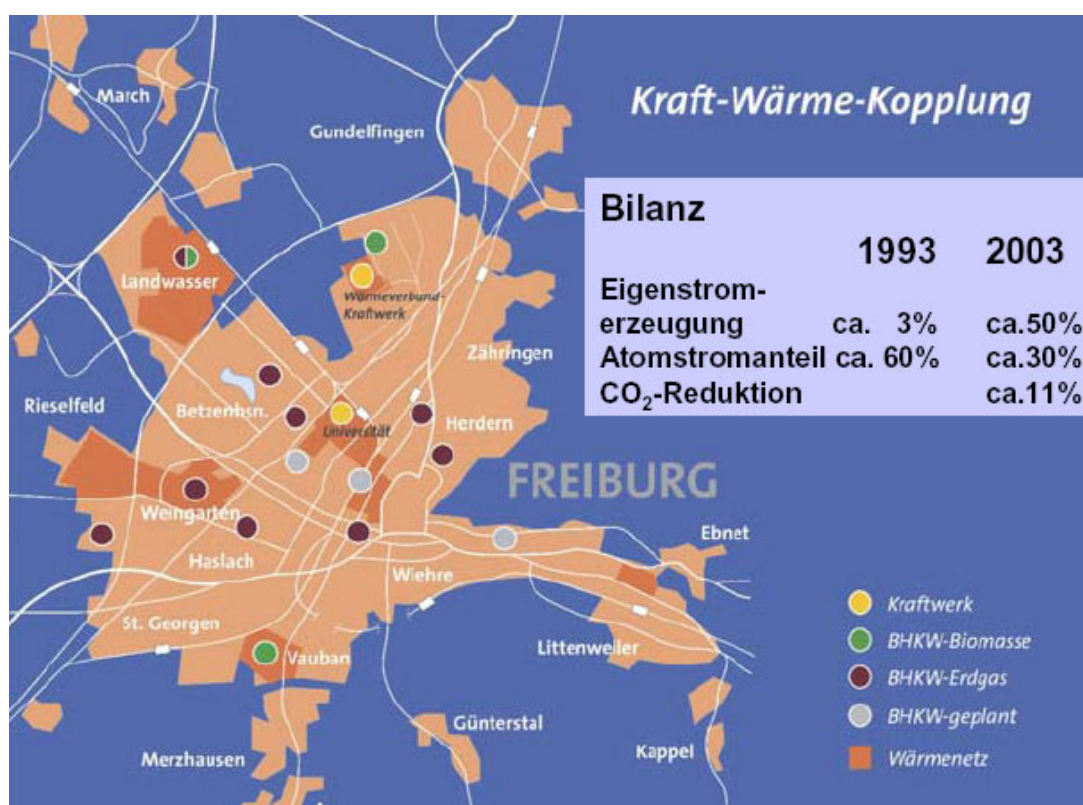 Kraft-Wärme-Kopplung
Bilanz
1993 2003
Eigenstrom-
erzeugung ca. 3% ca.50%
Atomstromanteil ca. 60% ca.30%
CO₂-Reduktion ca.11%
March
Gundelfingen
Landwasser
Wärmeverbund-
Kraftwerk
Zähringen
Rieselfeld
Betzenhsn.
Universität
Herdern
FREIBURG
Weingarten
Ebnet
Haslach
Wiehre
St. Georgen
Vauban
Littenweiler
Günterstal
Merzhausen
Kappel
Kraftwerk
BHKW-Biomasse
BHKW-Erdgas
BHKW-geplant
Wärmenetz